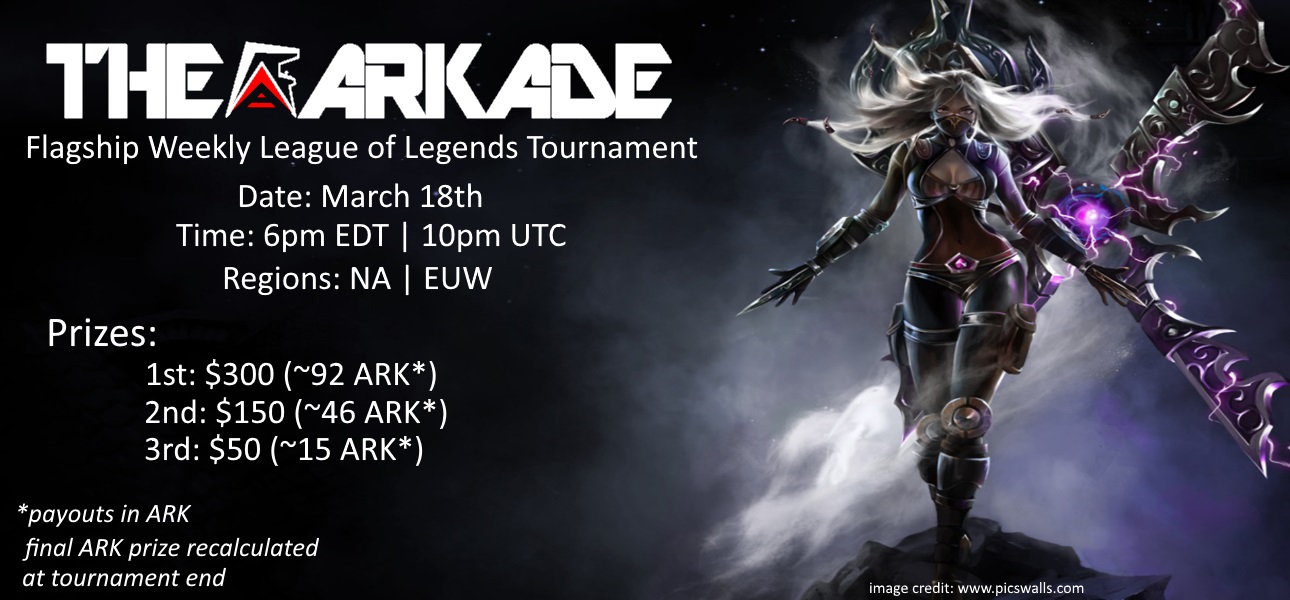 THE ARKADE
Flagship Weekly League of Legends Tournament
Date: March 18th
Time: 6pm EDT | 10pm UTC
Regions: NA | EUW
Prizes:
1st: $300 (~92 ARK*)
2nd: $150 (~46 ARK*)
3rd: $50 (~15 ARK*)
*payouts in ARK
final ARK prize recalculated
at tournament end
image credit: www.picswalls.com